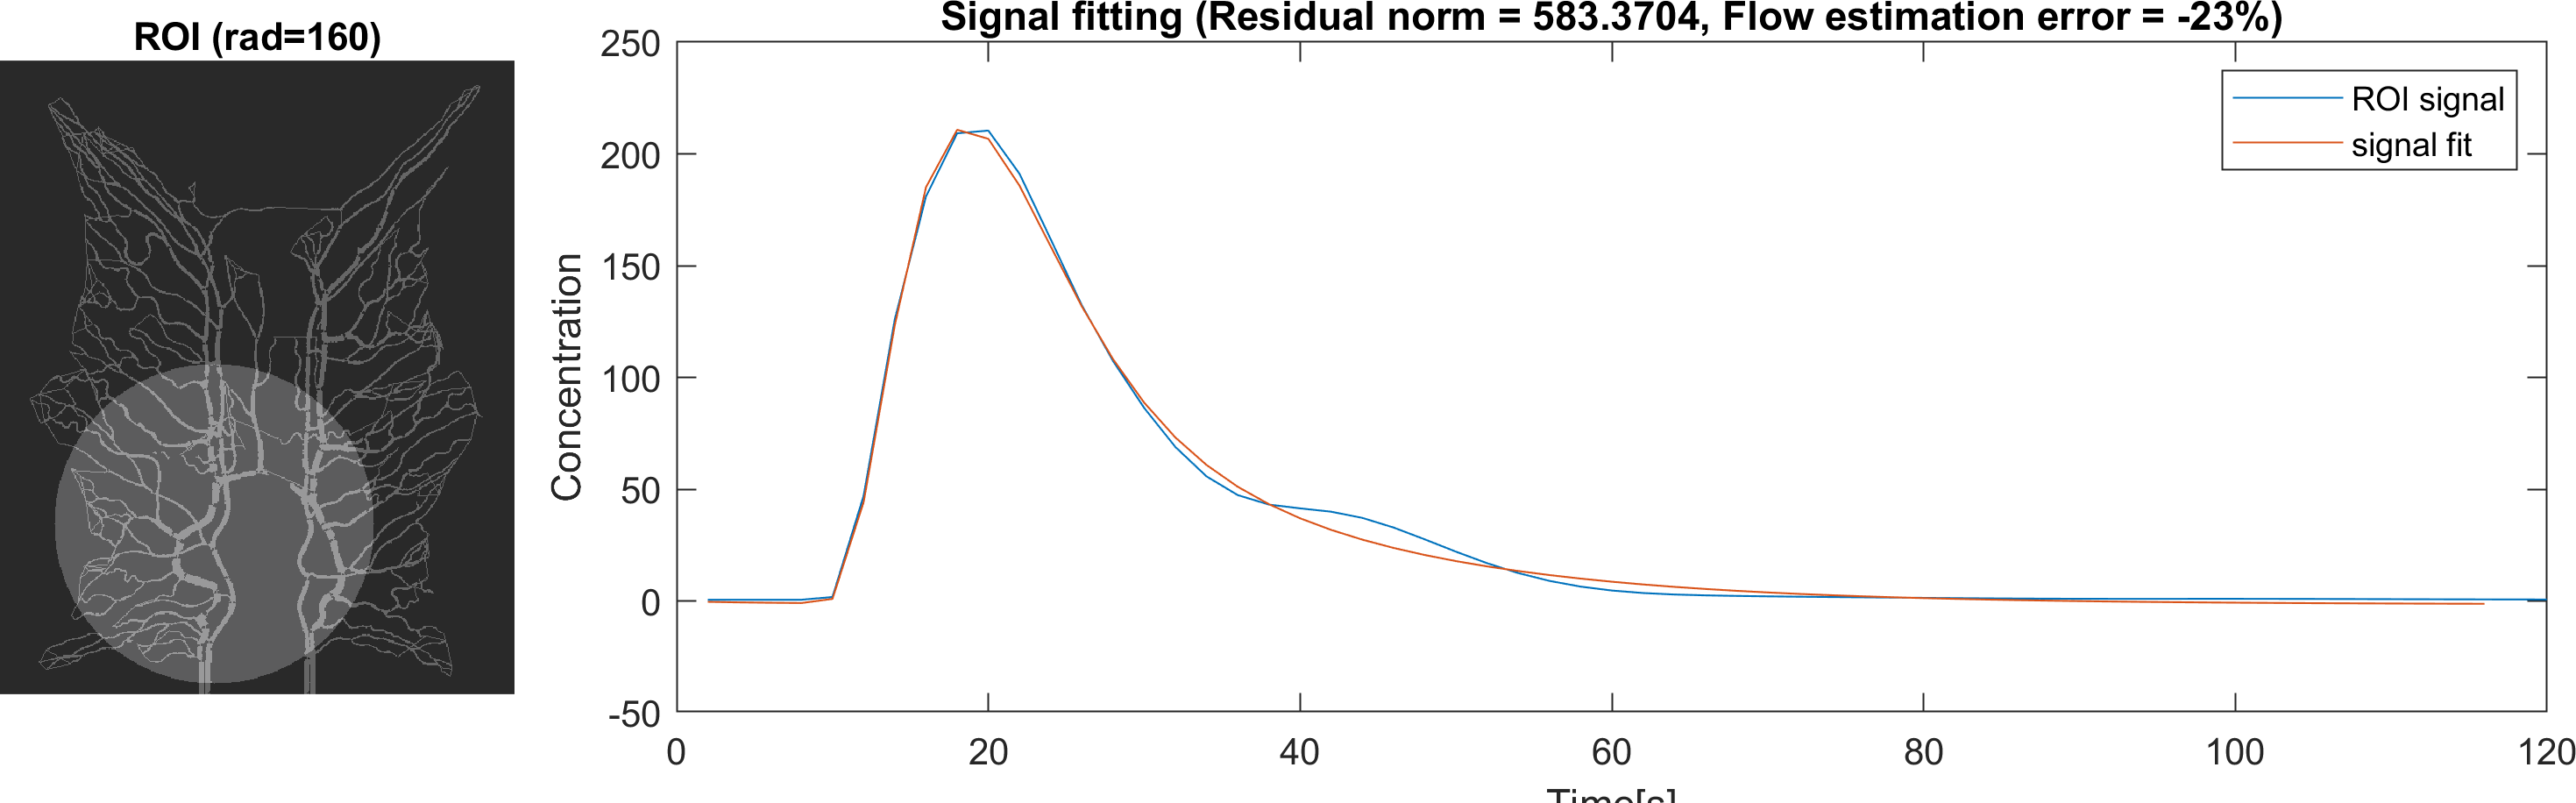 ROI (rad=160)
Signal fitting (Residual norm = 583.3704, Flow estimation error = -23%)
250
200
150
100
50
0
-50
Concentration
ROI signal
signal fit
0
20
40
60
80
100
120
Time[s]